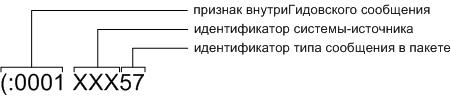 признак внутриГидовского сообщения
идентификатор системы-источника
идентификатор типа сообщения в пакете
(:0001 XXX57